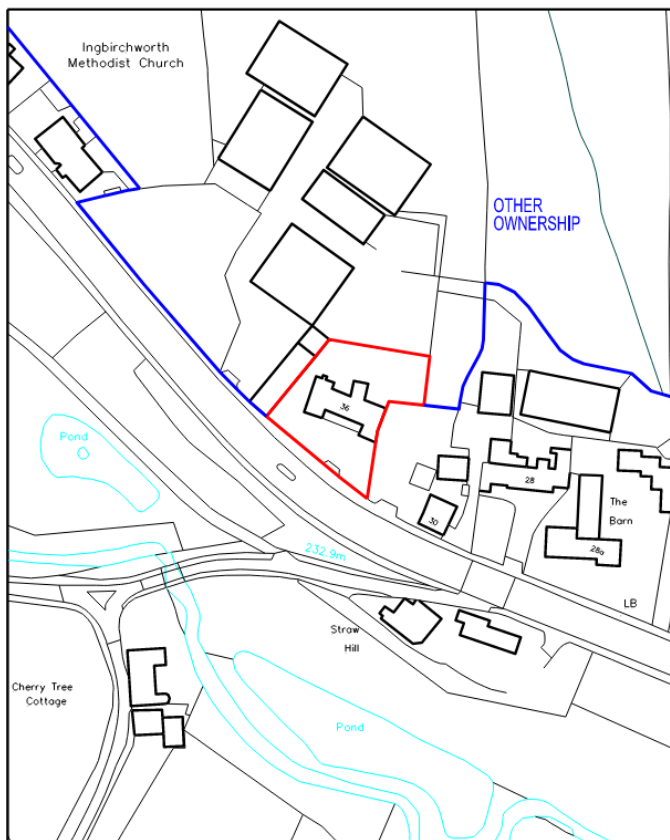 Ingbirchworth
Methodist Church
OTHER
OWNERSHIP
36
Pond
28
The
Barn
30
28a
232.9m
LB
Straw
Hill
Cherry Tree
Cottage
Pond